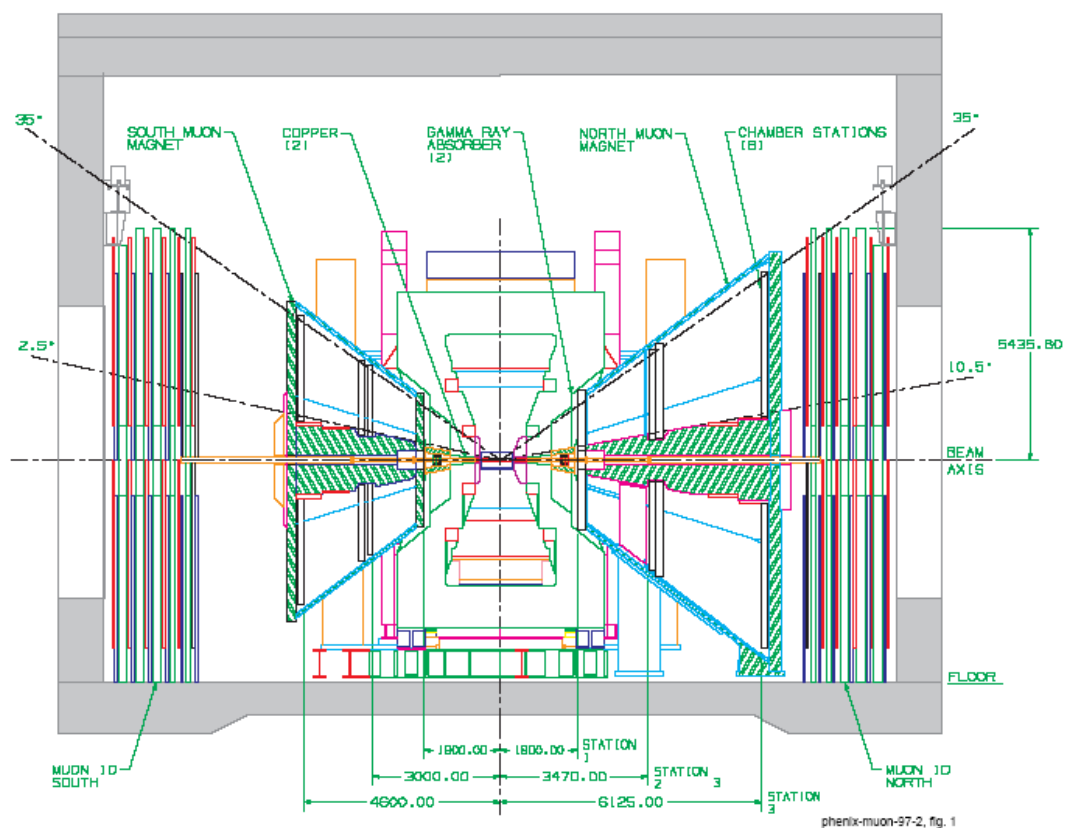 35°
SOUTH MUON
MAGNET
COPPER
(2)
GAMMA RAY
ABSORBER
(2)
NORTH MUON
MAGNET
CHAMBER STATIONS
(6)
35°
2.5°
5435.80
10.5°
BEAM
AXIS
FLOOR
MUON ID
SOUTH
1800.00
1800.00
STATION
1
3000.00
3470.00
STATION
2
3
4600.00
6125.00
STATION
3
MUON ID
NORTH
phenix-muon-97-2, fig. 1